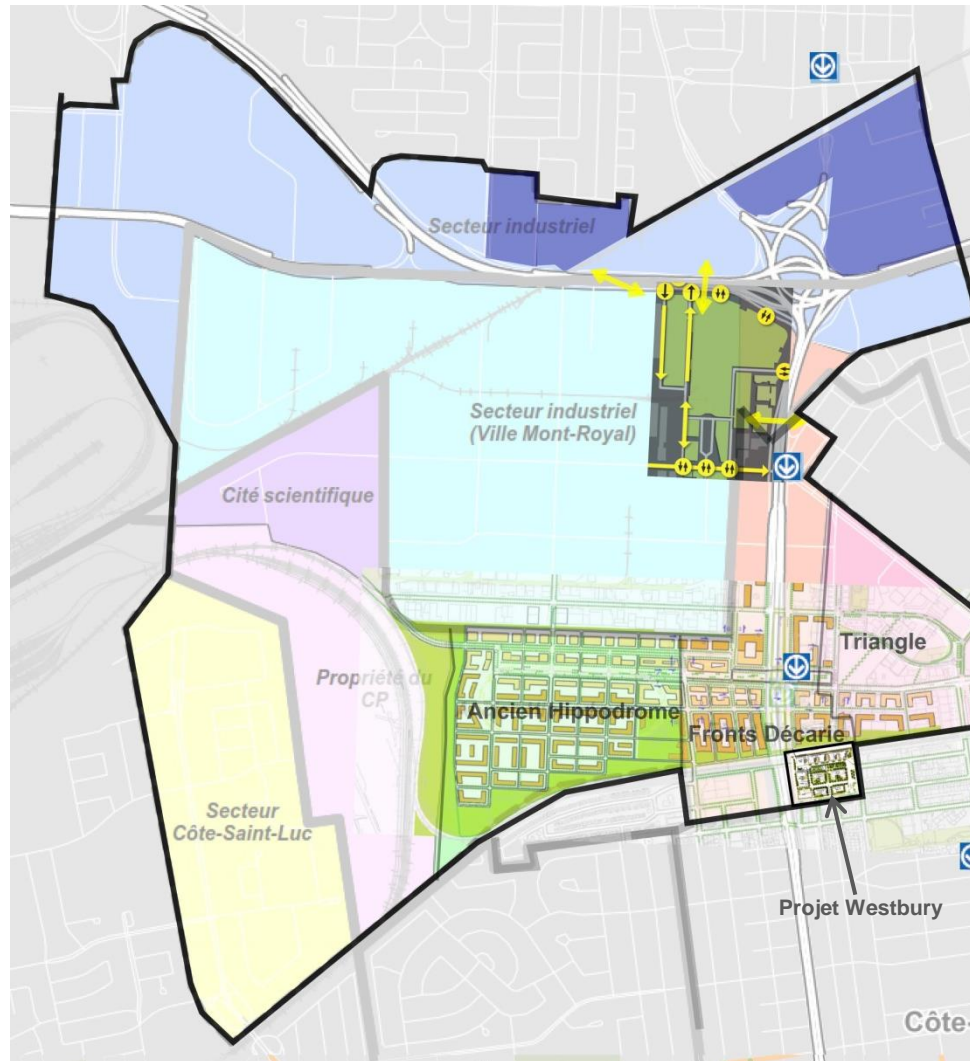 Secteur industriel
Secteur industriel
(Ville Mont-Royal)
Cité scientifique
Triangle
Propriété du
CP
Ancien Hippodrome
Fronts Décarie
Secteur
Côte-Saint-Luc
Projet Westbury
Côte-